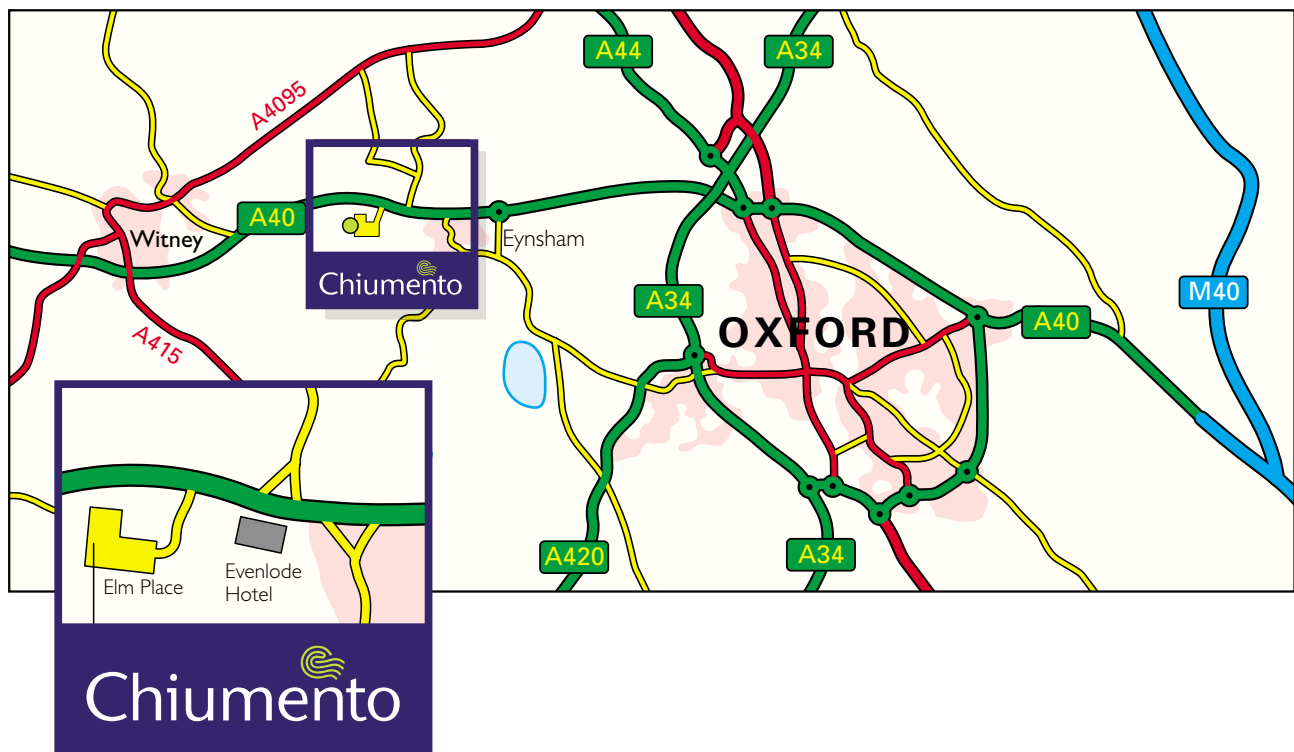 A44
A34
A4095
A40
Witney
Eynsham
Chiumento
M40
A34
OXFORD
A40
A415
A420
A34
Elm Place
Evenlode
Hotel
Chiumento